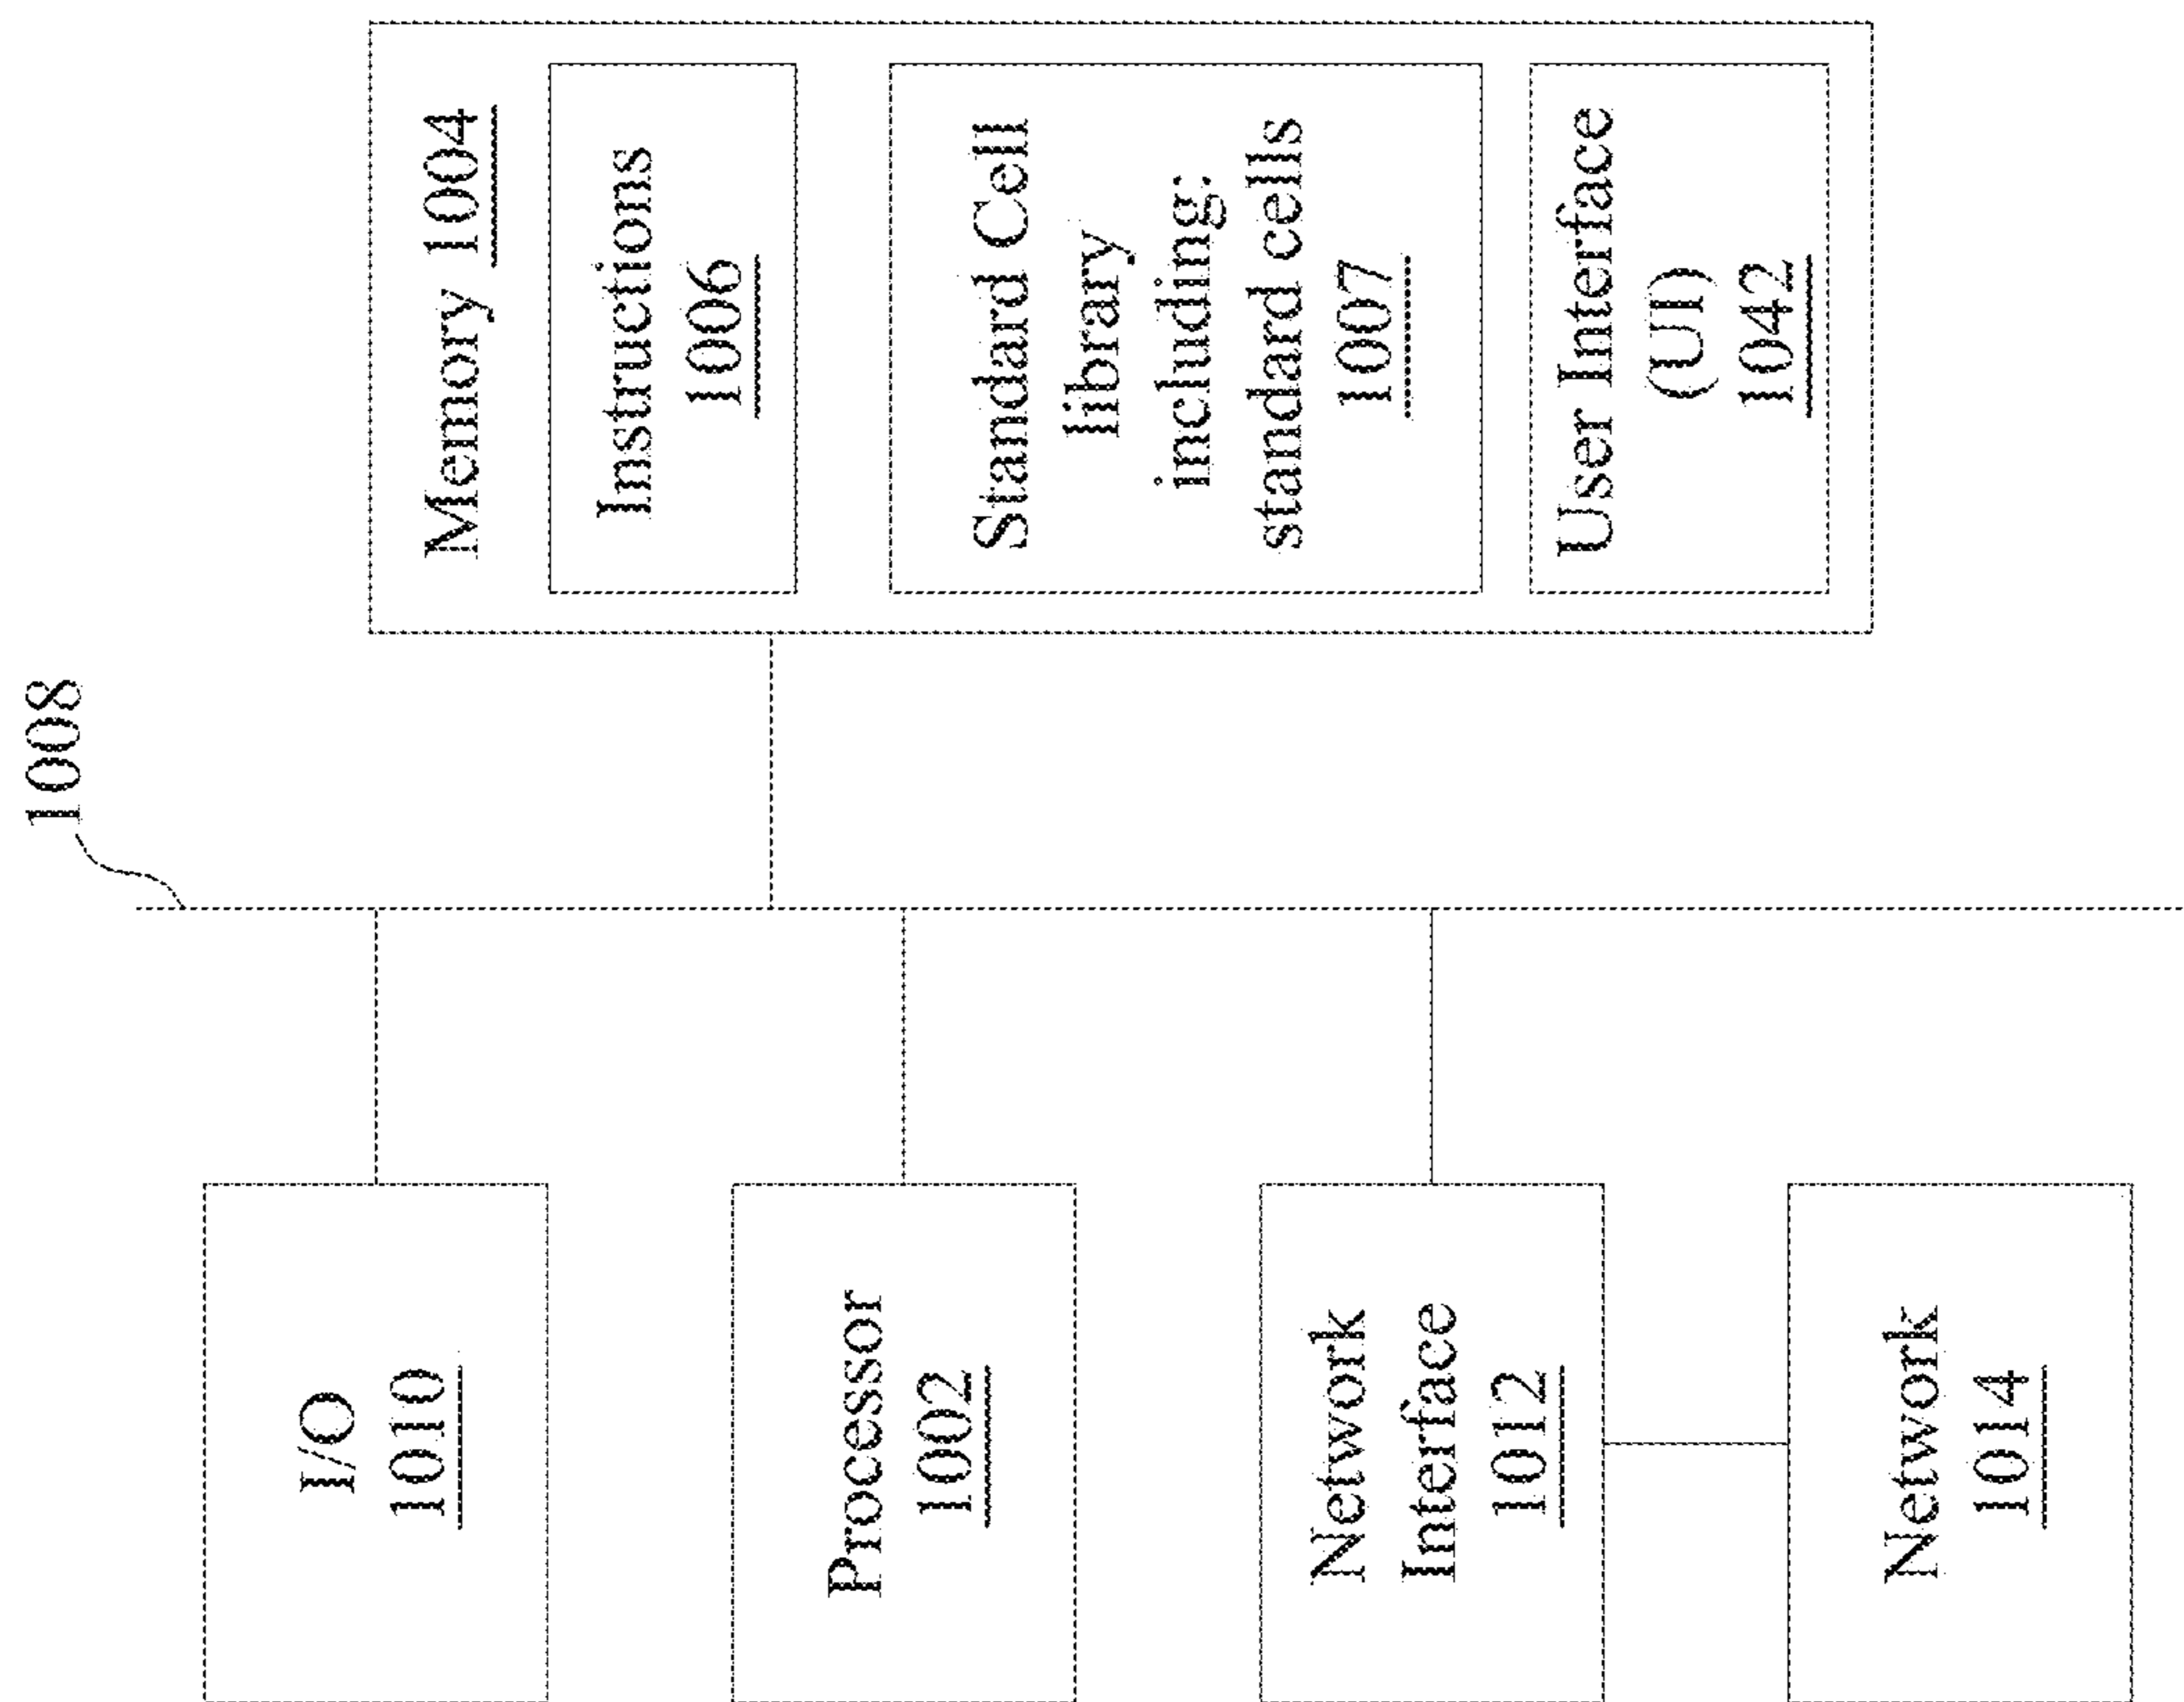 1008
Memory 1004
Instructions
1006
Standard Cell
library
including:
standard cells
1007
User Interface
(UI)
1042
I/O
1010
Processor
1002
Network
Interface
1012
Network
1014